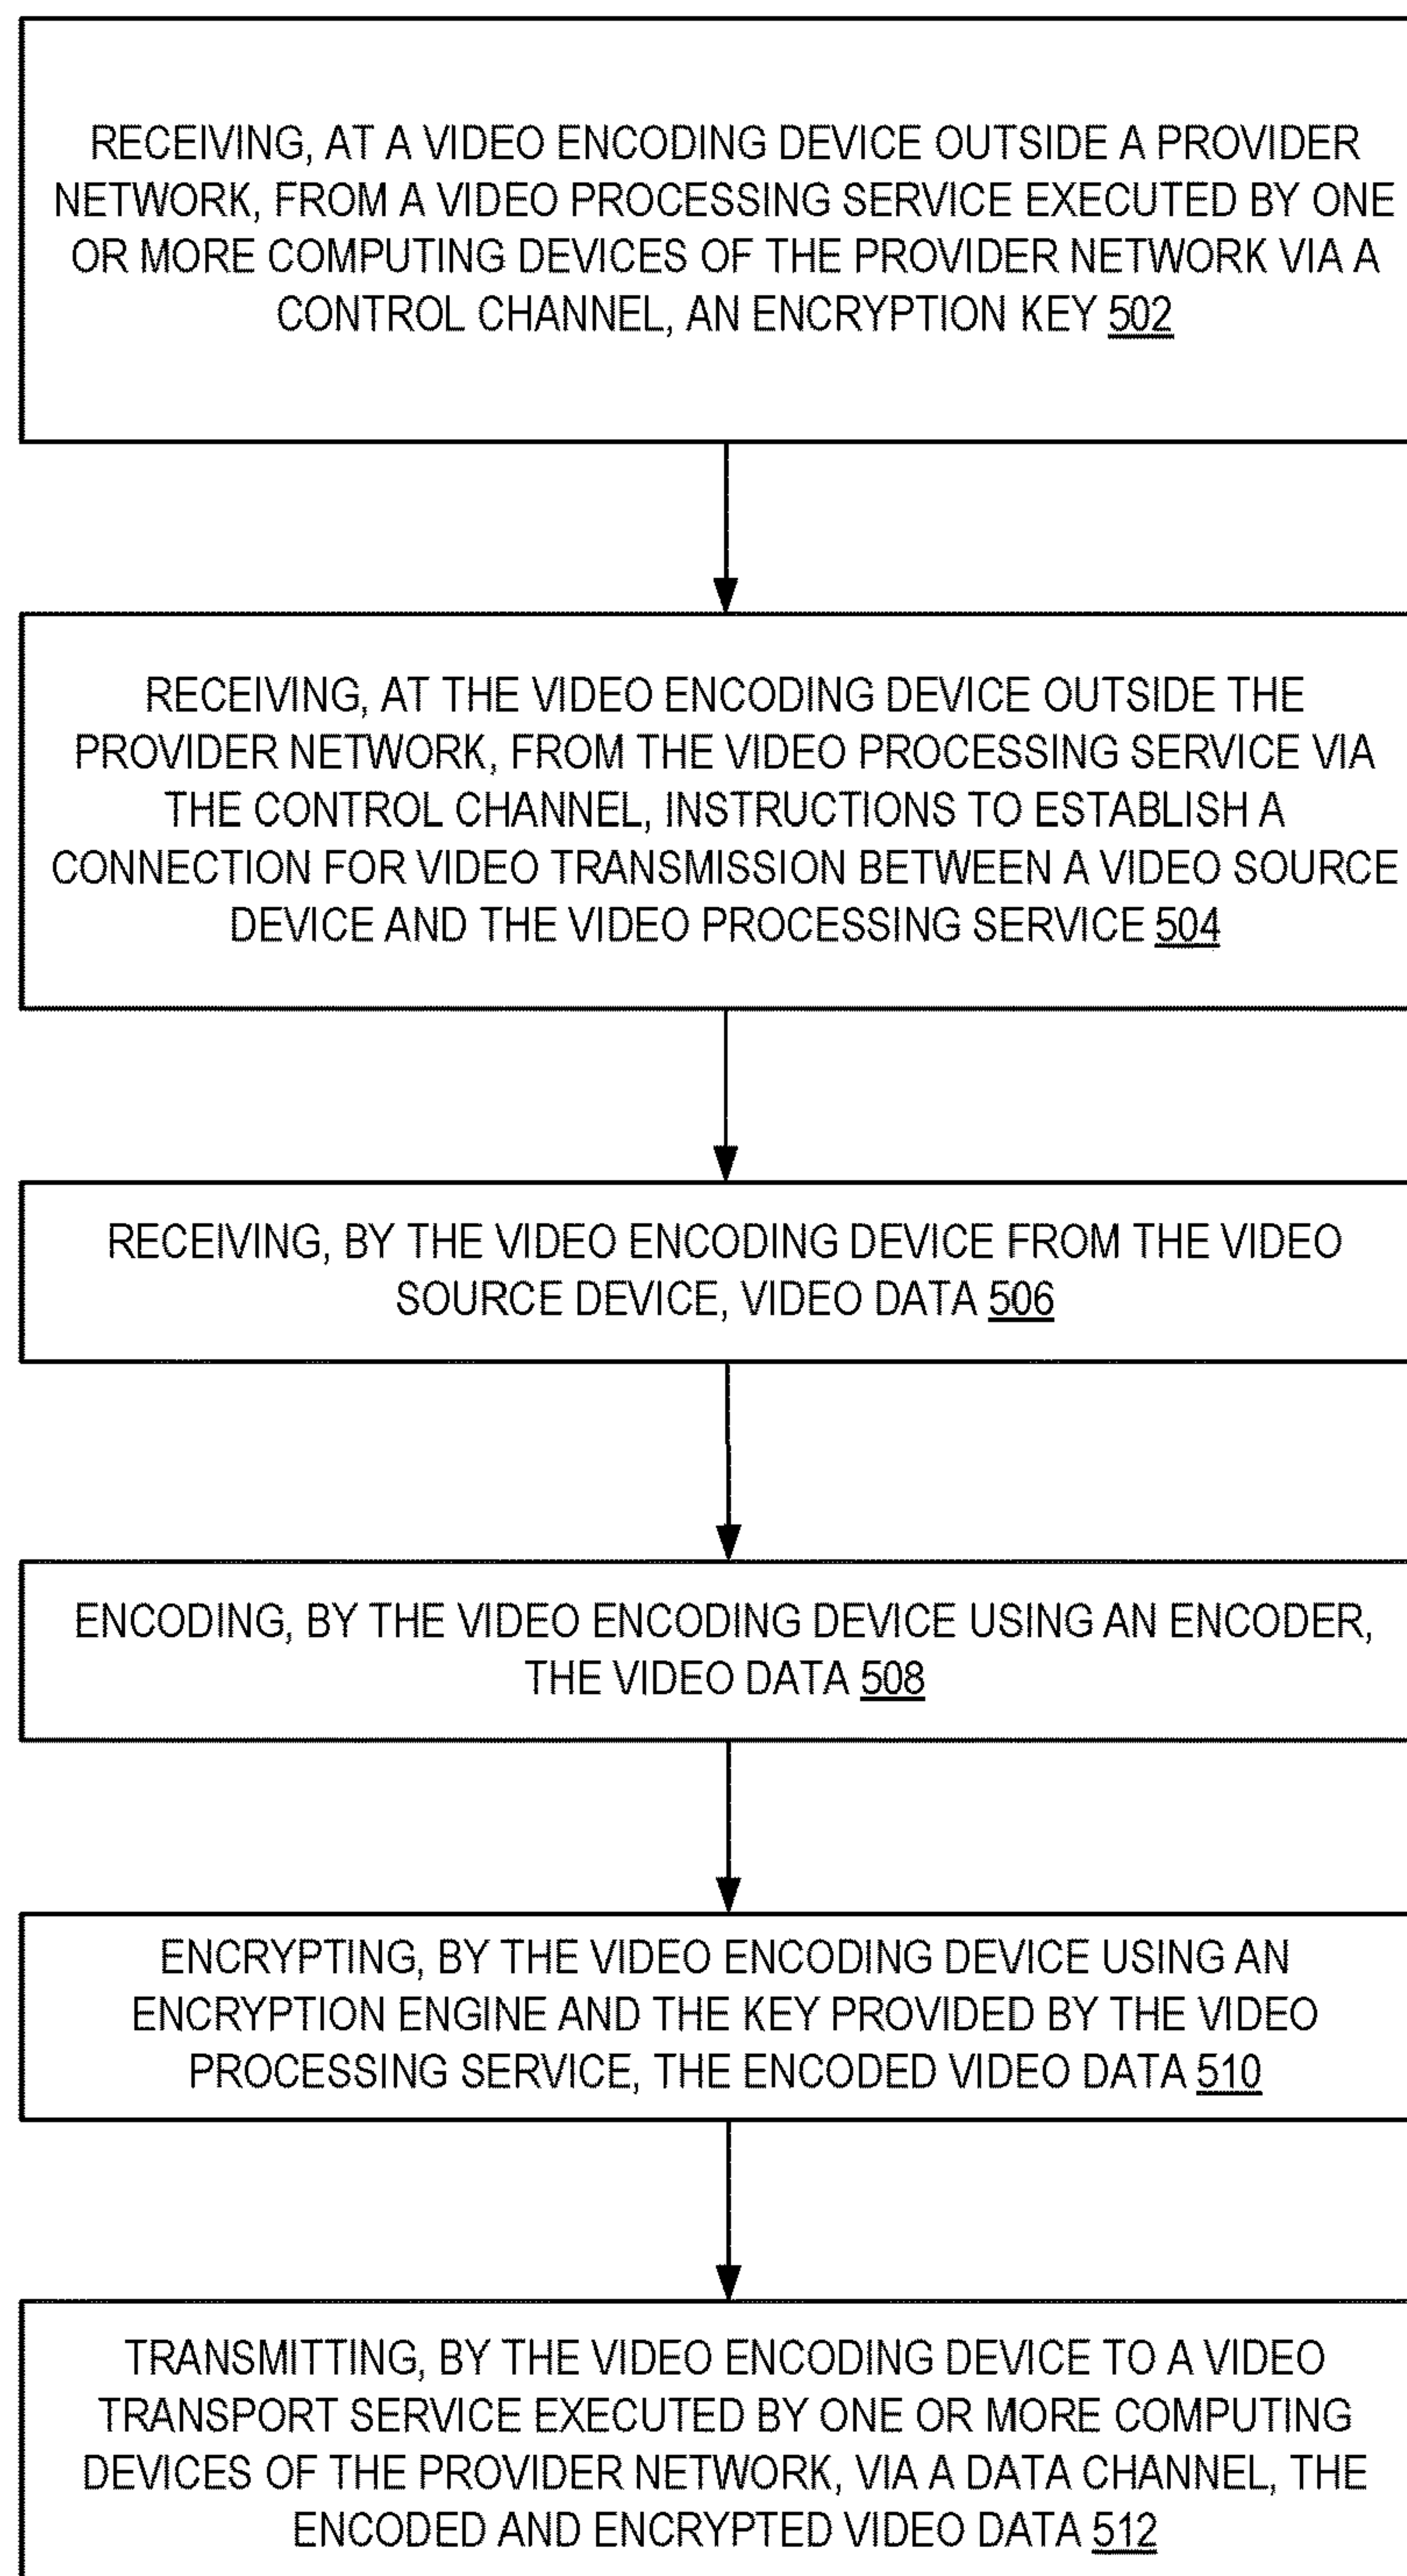 RECEIVING, AT A VIDEO ENCODING DEVICE OUTSIDE A PROVIDER
NETWORK, FROM A VIDEO PROCESSING SERVICE EXECUTED BY ONE
OR MORE COMPUTING DEVICES OF THE PROVIDER NETWORK VIA A
CONTROL CHANNEL, AN ENCRYPTION KEY 502
RECEIVING, AT THE VIDEO ENCODING DEVICE OUTSIDE THE
PROVIDER NETWORK, FROM THE VIDEO PROCESSING SERVICE VIA
THE CONTROL CHANNEL, INSTRUCTIONS TO ESTABLISH A
CONNECTION FOR VIDEO TRANSMISSION BETWEEN A VIDEO SOURCE
DEVICE AND THE VIDEO PROCESSING SERVICE 504
RECEIVING, BY THE VIDEO ENCODING DEVICE FROM THE VIDEO
SOURCE DEVICE, VIDEO DATA 506
ENCODING, BY THE VIDEO ENCODING DEVICE USING AN ENCODER,
THE VIDEO DATA 508
ENCRYPTING, BY THE VIDEO ENCODING DEVICE USING AN
ENCRYPTION ENGINE AND THE KEY PROVIDED BY THE VIDEO
PROCESSING SERVICE, THE ENCODED VIDEO DATA 510
TRANSMITTING, BY THE VIDEO ENCODING DEVICE TO A VIDEO
TRANSPORT SERVICE EXECUTED BY ONE OR MORE COMPUTING
DEVICES OF THE PROVIDER NETWORK, VIA A DATA CHANNEL, THE
ENCODED AND ENCRYPTED VIDEO DATA 512